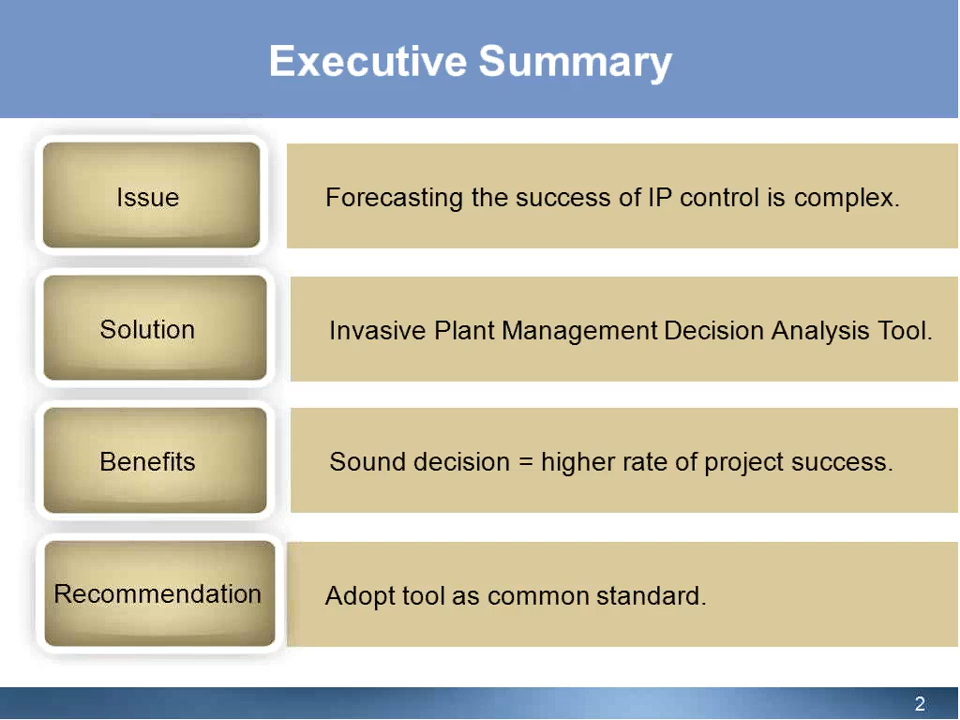 Executive Summary
Issue
Forecasting the success of IP control is complex.
Solution
Invasive Plant Management Decision Analysis Tool.
Benefits
Sound decision = higher rate of project success.
Recommendation
Adopt tool as common standard.
2